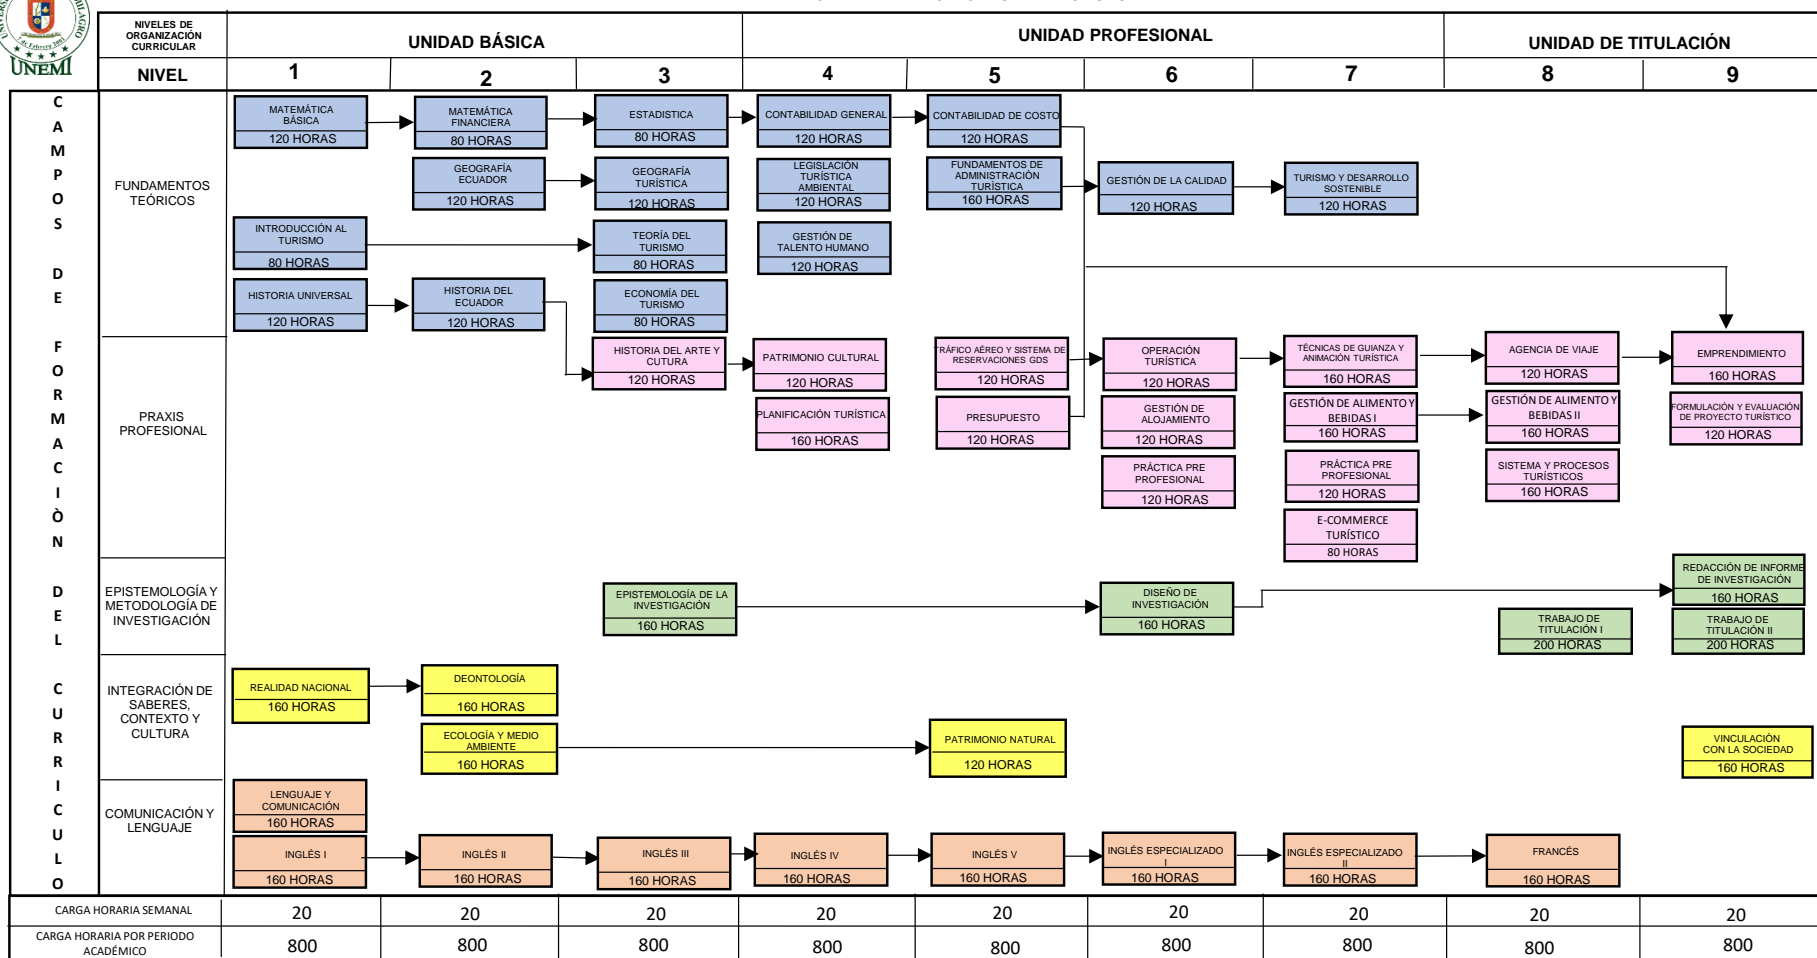 UNEMI
NIVELES DE
ORGANIZACIÓN
CURRICULAR
UNIDAD BÁSICA
UNIDAD PROFESIONAL
UNIDAD DE TITULACIÓN
NIVEL
1
2
3
4
5
6
7
8
9
CAMPOS DE FORMACIÒN DEL CURRICULO
FUNDAMENTOS
TEÓRICOS
MATEMÁTICA
BÁSICA
120 HORAS
MATEMÁTICA
FINANCIERA
80 HORAS
ESTADISTICA
80 HORAS
CONTABILIDAD GENERAL
120 HORAS
CONTABILIDAD DE COSTO
120 HORAS
GEOGRAFÍA
ECUADOR
120 HORAS
GEOGRAFÍA
TURÍSTICA
120 HORAS
LEGISLACIÓN
TURÍSTICA
AMBIENTAL
120 HORAS
FUNDAMENTOS DE
ADMINISTRACIÓN
TURÍSTICA
160 HORAS
GESTIÓN DE LA CALIDAD
120 HORAS
TURISMO Y DESARROLLO
SOSTENIBLE
120 HORAS
INTRODUCCIÓN AL
TURISMO
80 HORAS
TEORÍA DEL
TURISMO
80 HORAS
GESTIÓN DE
TALENTO HUMANO
120 HORAS
HISTORIA UNIVERSAL
120 HORAS
HISTORIA DEL
ECUADOR
120 HORAS
ECONOMÍA DEL
TURISMO
80 HORAS
PRAXIS
PROFESIONAL
HISTORIA DEL ARTE Y
CUTURA
120 HORAS
PATRIMONIO CULTURAL
120 HORAS
TRÁFICO AÉREO Y SISTEMA DE
RESERVACIONES GDS
120 HORAS
OPERACIÓN
TURÍSTICA
120 HORAS
TÉCNICAS DE GUIANZA Y
ANIMACIÓN TURÍSTICA
160 HORAS
AGENCIA DE VIAJE
120 HORAS
EMPRENDIMIENTO
160 HORAS
PLANIFICACIÓN TURÍSTICA
160 HORAS
PRESUPUESTO
120 HORAS
GESTIÓN DE
ALOJAMIENTO
120 HORAS
GESTIÓN DE ALIMENTO Y
BEBIDAS I
160 HORAS
GESTIÓN DE ALIMENTO Y
BEBIDAS II
160 HORAS
FORMULACIÓN Y EVALUACIÓN
DE PROYECTO TURÍSTICO
120 HORAS
PRÁCTICA PRE
PROFESIONAL
120 HORAS
PRÁCTICA PRE
PROFESIONAL
120 HORAS
SISTEMA Y PROCESOS
TURÍSTICOS
160 HORAS
E-COMMERCE
TURÍSTICO
80 HORAS
EPISTEMOLOGÍA Y
METODOLOGÍA DE
INVESTIGACIÓN
EPISTEMOLOGÍA DE LA
INVESTIGACIÓN
160 HORAS
DISEÑO DE
INVESTIGACIÓN
160 HORAS
REDACCIÓN DE INFORME
DE INVESTIGACIÓN
160 HORAS
TRABAJO DE
TITULACIÓN I
200 HORAS
TRABAJO DE
TITULACIÓN II
200 HORAS
INTEGRACIÓN DE
SABERES,
CONTEXTO Y
CULTURA
REALIDAD NACIONAL
160 HORAS
DEONTOLOGÍA
160 HORAS
ECOLOGÍA Y MEDIO
AMBIENTE
160 HORAS
PATRIMONIO NATURAL
120 HORAS
VINCULACIÓN
CON LA SOCIEDAD
160 HORAS
COMUNICACIÓN Y
LENGUAJE
LENGUAJE Y
COMUNICACIÓN
160 HORAS
INGLÉS I
160 HORAS
INGLÉS II
160 HORAS
INGLÉS III
160 HORAS
INGLÉS IV
160 HORAS
INGLÉS V
160 HORAS
INGLÉS ESPECIALIZADO
I
160 HORAS
INGLÉS ESPECIALIZADO
II
160 HORAS
FRANCÉS
160 HORAS
CARGA HORARIA SEMANAL
20
20
20
20
20
20
20
20
20
CARGA HORARIA POR PERIODO
ACADÉMICO
800
800
800
800
800
800
800
800
800